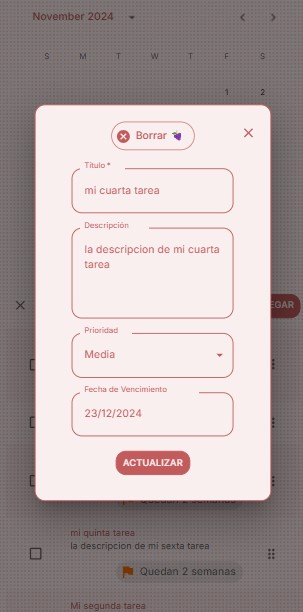 November 2024
S M T W T F S
1 2
Borrar
Título *
mi cuarta tarea
Descripción
la descripcion de mi cuarta
tarea
Prioridad
Media
EGAR
Fecha de Vencimiento
23/12/2024
ACTUALIZAR
Quedan 2 semanas
mi quinta tarea
la descripcion de mi sexta tarea
Quedan 2 semanas
Mi segunda tarea